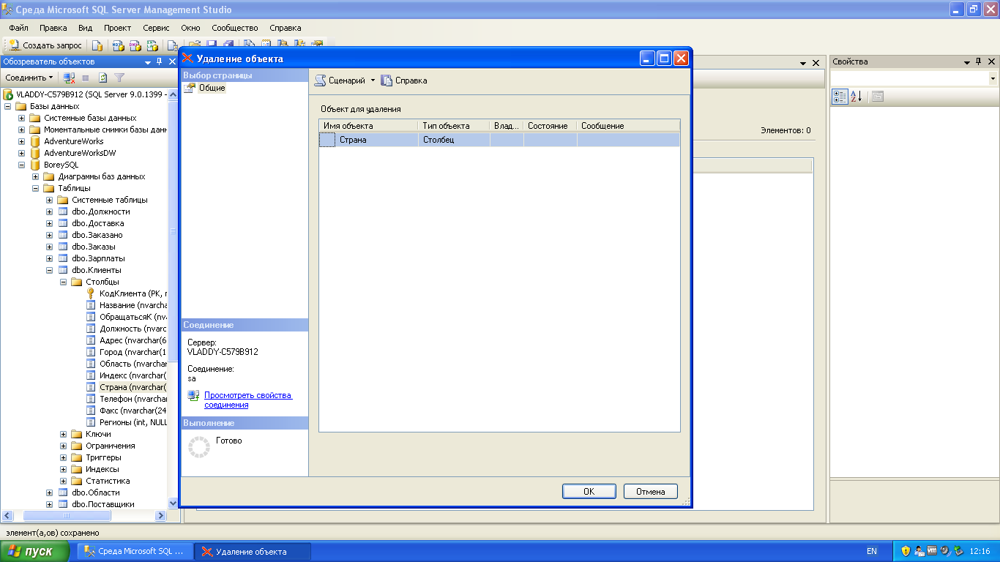 Среда Microsoft SQL Server Management Studio
Файл Правка Вид Проект Сервис Окно Сообщество Справка
Создать запрос
Обозреватель объектов
Соединить
VLADDY-C579B912 (SQL Server 9.0.1399 -
Базы данных
Системные базы данных
Моментальные снимки базы данн
AdventureWorks
AdventureWorksDW
BoreySQL
Диаграммы баз данных
Таблицы
Системные таблицы
dbo.Должности
dbo.Доставка
dbo.Заказано
dbo.Заказы
dbo.Зарплаты
dbo.Клиенты
Столбцы
КодКлиента (PK,
Название (nvarcha
ОбращатьсяК (nv
Должность (nvarc
Адрес (nvarchar(6
Город (nvarchar(1
Область (nvarchar
Индекс (nvarchar(
Страна (nvarchar(
Телефон (nvarchar
Факс (nvarchar(24
Регионы (int, NULL
Ключи
Ограничения
Триггеры
Индексы
Статистика
dbo.Области
dbo.Поставщики
Удаление объекта
Выбор страницы
Общие
Соединение
Сервер:
VLADDY-C579B912
Соединение:
sa
Просмотреть свойства
соединения
Выполнение
Готово
Сценарий Справка
Объект для удаления
Имя объекта Тип объекта Влад... Состояние Сообщение
Страна Столбец
OK Отмена
Элементов: 0
Свойства
элемент(а,ов) сохранено
пуск Среда Microsoft SQL ... Удаление объекта EN 12:16